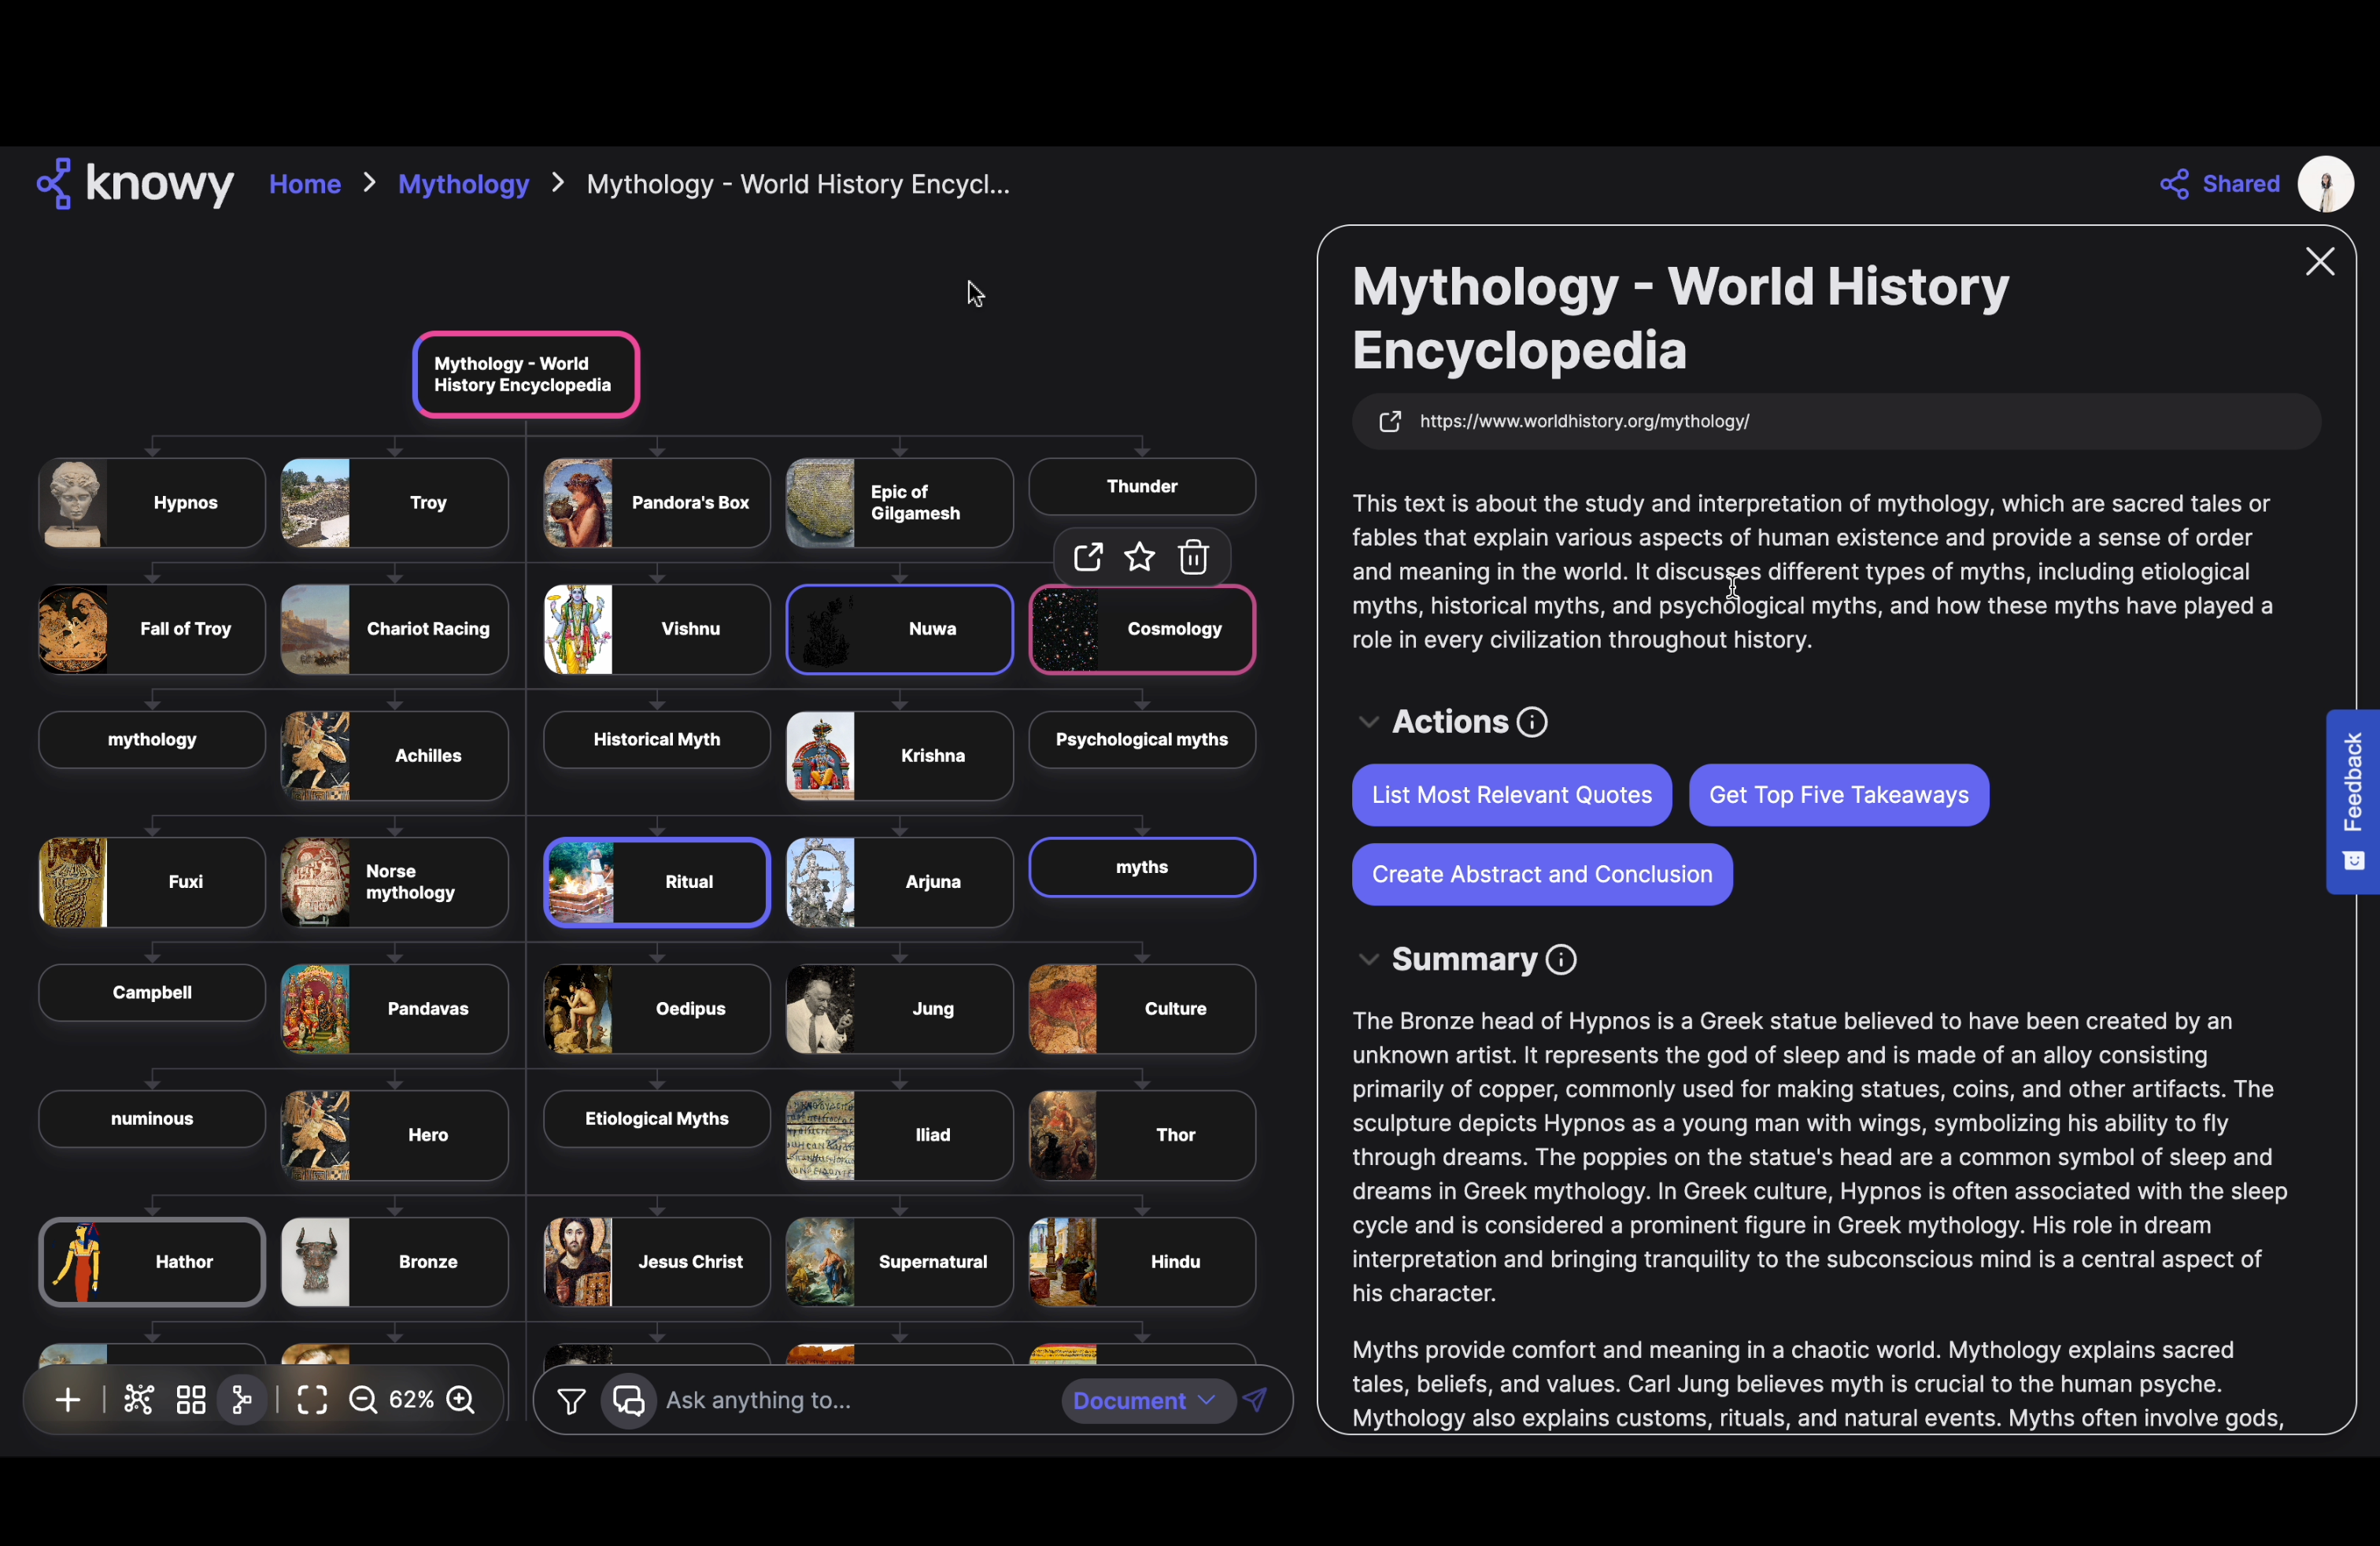 knowy Home > Mythology > Mythology - World History Encycl... Shared
Mythology - World
History Encyclopedia
Hypnos
Troy
Pandora's Box
Epic of
Gilgamesh
Thunder
Fall of Troy
Chariot Racing
Vishnu
Nuwa
Cosmology
mythology
Achilles
Historical Myth
Krishna
Psychological myths
Fuxi
Norse
mythology
Ritual
Arjuna
myths
Campbell
Pandavas
Oedipus
Jung
Culture
numinous
Hero
Etiological Myths
Iliad
Thor
Hathor
Bronze
Jesus Christ
Supernatural
Hindu
62%
Ask anything to...
Document
Mythology - World History
Encyclopedia
https://www.worldhistory.org/mythology/
This text is about the study and interpretation of mythology, which are sacred tales or
fables that explain various aspects of human existence and provide a sense of order
and meaning in the world. It discusses different types of myths, including etiological
myths, historical myths, and psychological myths, and how these myths have played a
role in every civilization throughout history.
Actions
List Most Relevant Quotes
Get Top Five Takeaways
Create Abstract and Conclusion
Summary
The Bronze head of Hypnos is a Greek statue believed to have been created by an
unknown artist. It represents the god of sleep and is made of an alloy consisting
primarily of copper, commonly used for making statues, coins, and other artifacts. The
sculpture depicts Hypnos as a young man with wings, symbolizing his ability to fly
through dreams. The poppies on the statue's head are a common symbol of sleep and
dreams in Greek mythology. In Greek culture, Hypnos is often associated with the sleep
cycle and is considered a prominent figure in Greek mythology. His role in dream
interpretation and bringing tranquility to the subconscious mind is a central aspect of
his character.
Myths provide comfort and meaning in a chaotic world. Mythology explains sacred
tales, beliefs, and values. Carl Jung believes myth is crucial to the human psyche.
Mythology also explains customs, rituals, and natural events. Myths often involve gods,
Feedback